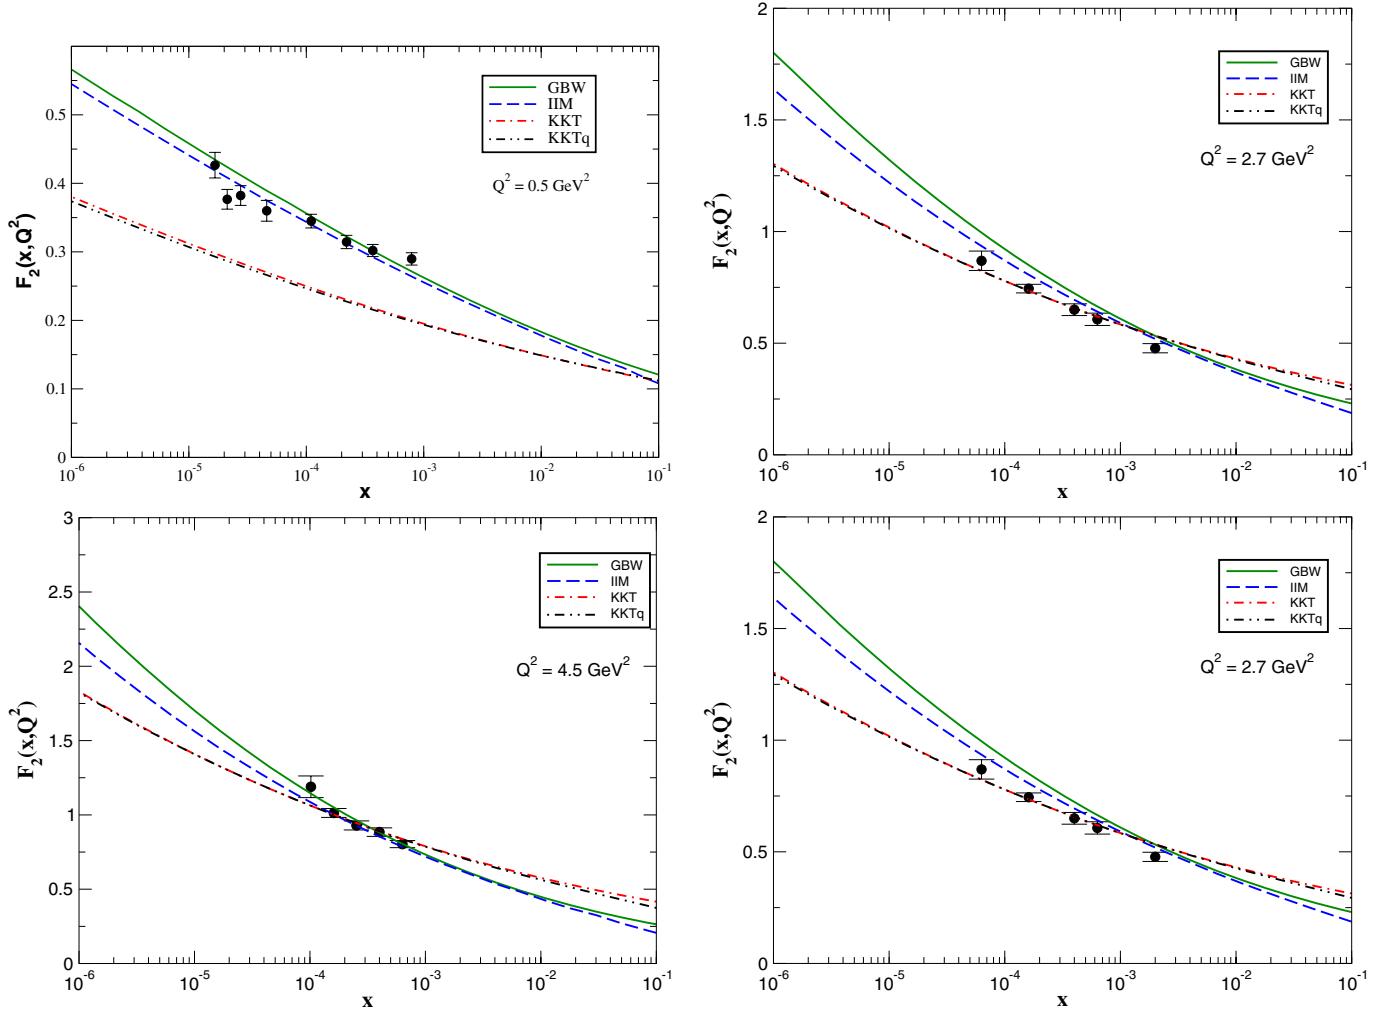 GBW
IIM
KKT
KKTq
Q² = 0.5 GeV²
F₂(x,Q²)
0.5
0.4
0.3
0.2
0.1
0
10⁻⁶ 10⁻⁵ 10⁻⁴ 10⁻³ 10⁻² 10⁻¹
x
GBW
IIM
KKT
KKTq
Q² = 2.7 GeV²
F₂(x,Q²)
2
1.5
1
0.5
0
10⁻⁶ 10⁻⁵ 10⁻⁴ 10⁻³ 10⁻² 10⁻¹
x
GBW
IIM
KKT
KKTq
Q² = 4.5 GeV²
F₂(x,Q²)
3
2.5
2
1.5
1
0.5
0
10⁻⁶ 10⁻⁵ 10⁻⁴ 10⁻³ 10⁻² 10⁻¹
x
GBW
IIM
KKT
KKTq
Q² = 2.7 GeV²
F₂(x,Q²)
2
1.5
1
0.5
0
10⁻⁶ 10⁻⁵ 10⁻⁴ 10⁻³ 10⁻² 10⁻¹
x